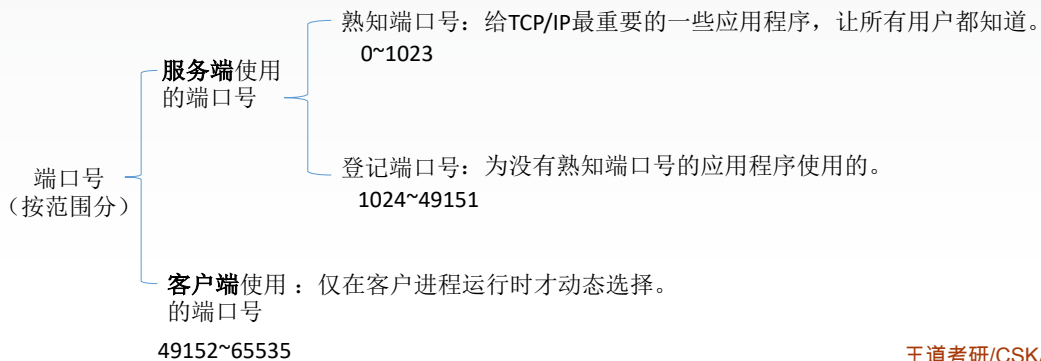 熟知端口号：给TCP/IP最重要的一些应用程序，让所有用户都知道。
0~1023
服务端使用
的端口号
登记端口号：为没有熟知端口号的应用程序使用的。
1024~49151
端口号
（按范围分）
客户端使用：仅在客户进程运行时才动态选择。
的端口号
49152~65535
王道考研/CSK